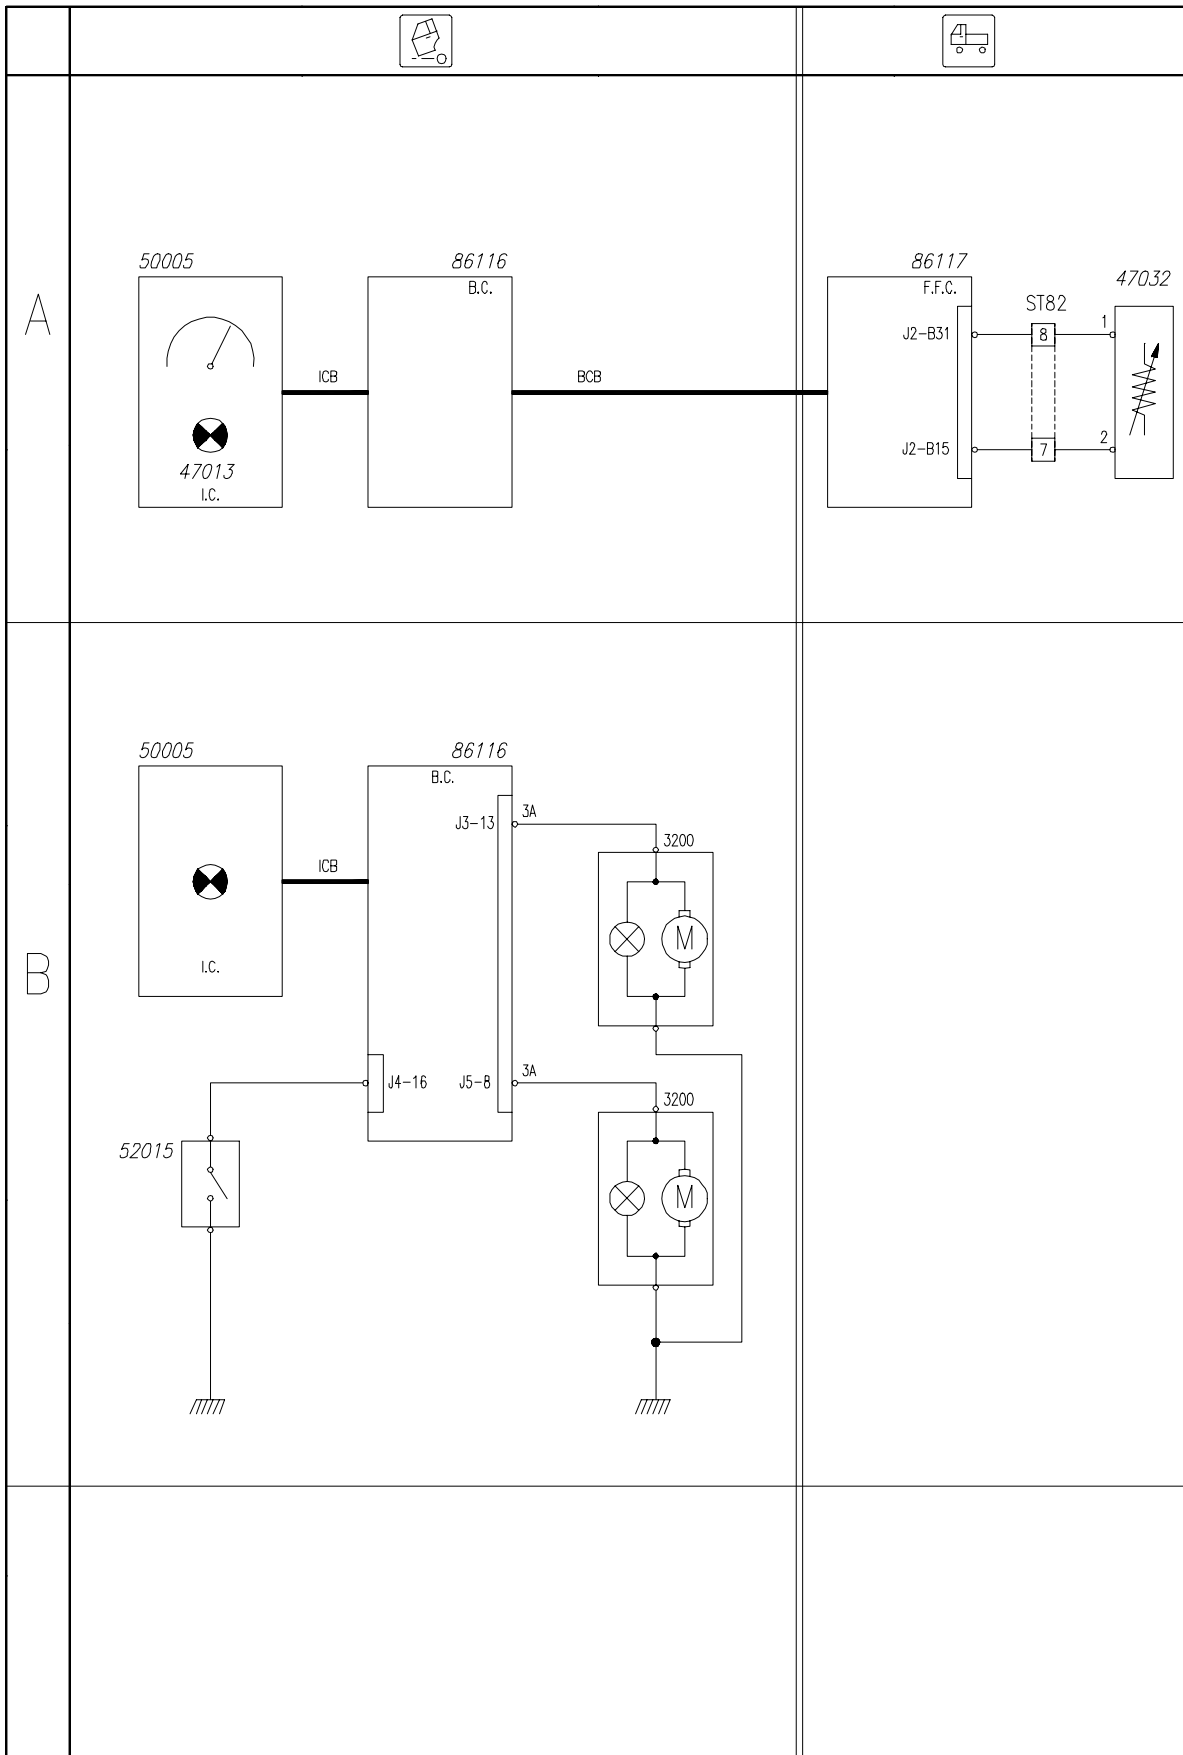 A
50005
47013
I.C.
ICB
86116
B.C.
BCB
86117
F.F.C.
J2-B31
J2-B15
ST82
8
7
1
2
47032
B
50005
I.C.
ICB
86116
B.C.
J3-13
3A
3200
M
J4-16
J5-8
3A
3200
M
52015